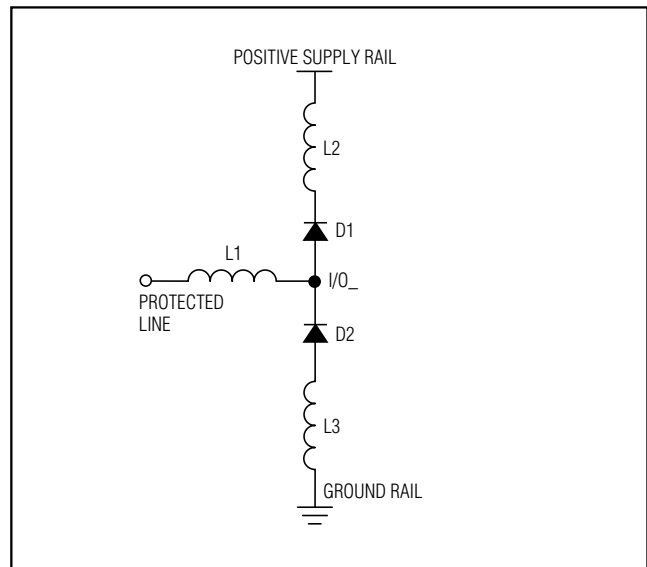 POSITIVE SUPPLY RAIL
L2
D1
L1
I/O_
PROTECTED
LINE
D2
L3
GROUND RAIL